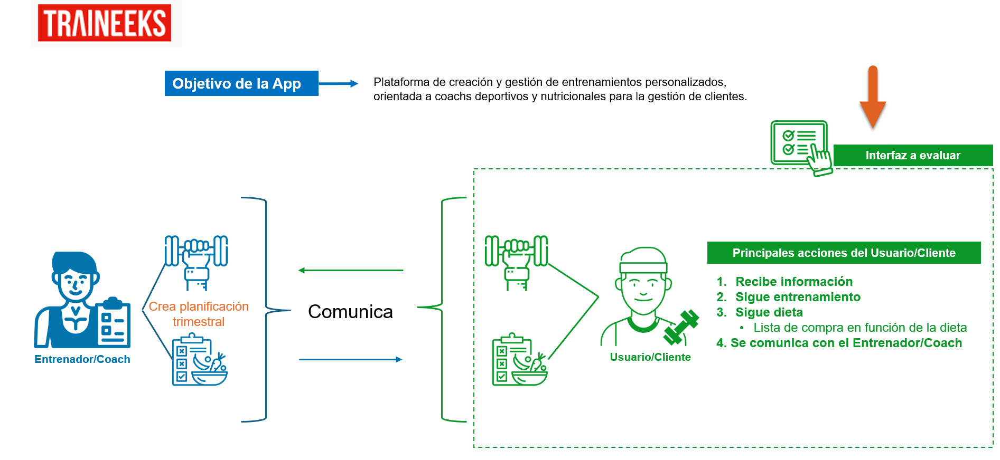 TRAINEEKS
Objetivo de la App
Plataforma de creación y gestión de entrenamientos personalizados,
orientada a coachs deportivos y nutricionales para la gestión de clientes.
Interfaz a evaluar
Crea planificación
trimestral
Entrenador/Coach
Comunica
Usuario/Cliente
Principales acciones del Usuario/Cliente
1. Recibe información
2. Sigue entrenamiento
3. Sigue dieta
• Lista de compra en función de la dieta
4. Se comunica con el Entrenador/Coach